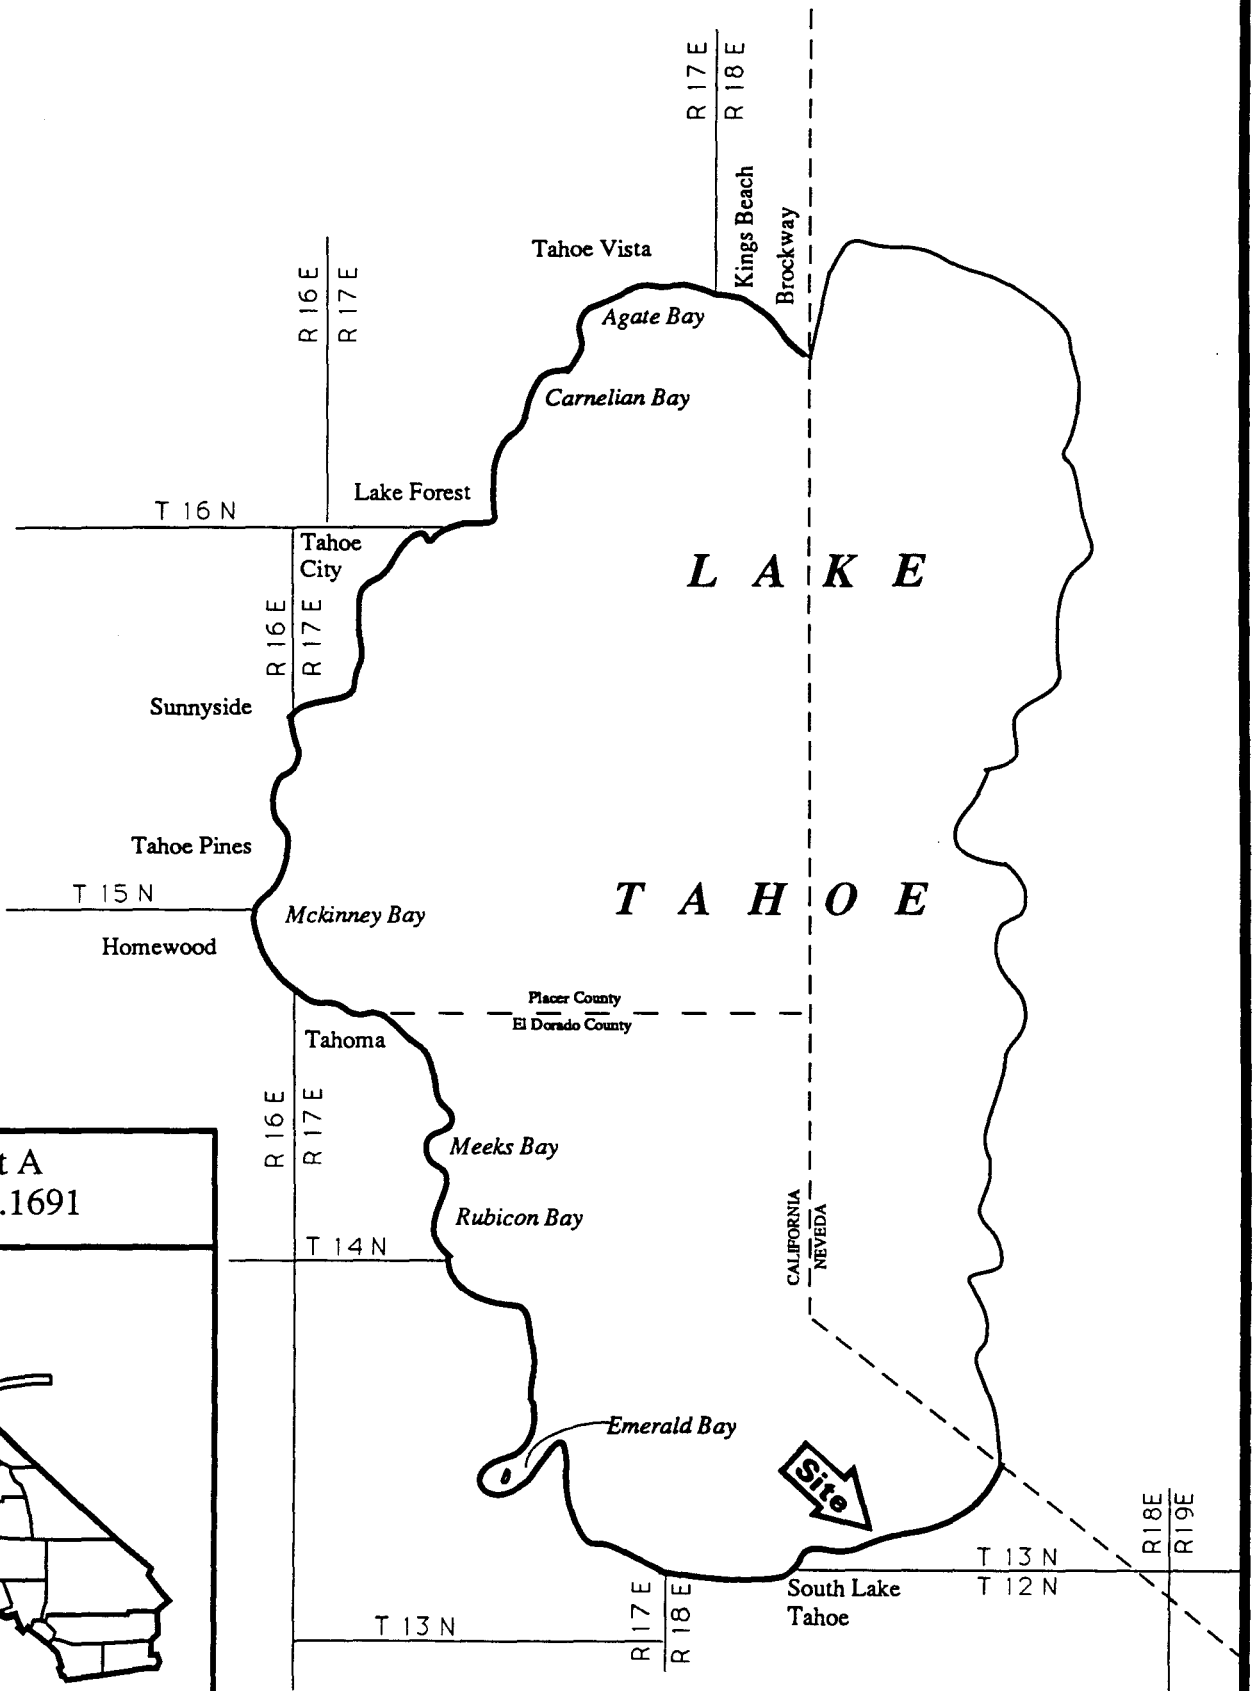 R 17 E
R 18 E
Kings Beach
Brockway
Tahoe Vista
R 16 E
R 17 E
Agate Bay
Carnelian Bay
Lake Forest
T 16 N
Tahoe
City
LAKE
R 16 E
R 17 E
Sunnyside
Tahoe Pines
T 15 N
TAHOE
Mckinney Bay
Homewood
Placer County
El Dorado County
Tahoma
R 16 E
R 17 E
Meeks Bay
t A
.1691
Rubicon Bay
CALIFORNIA
NEVEDA
T 14 N
Emerald Bay
Site
R18E
R19E
T 13 N
T 12 N
South Lake
Tahoe
R 17 E
R 18 E
T 13 N